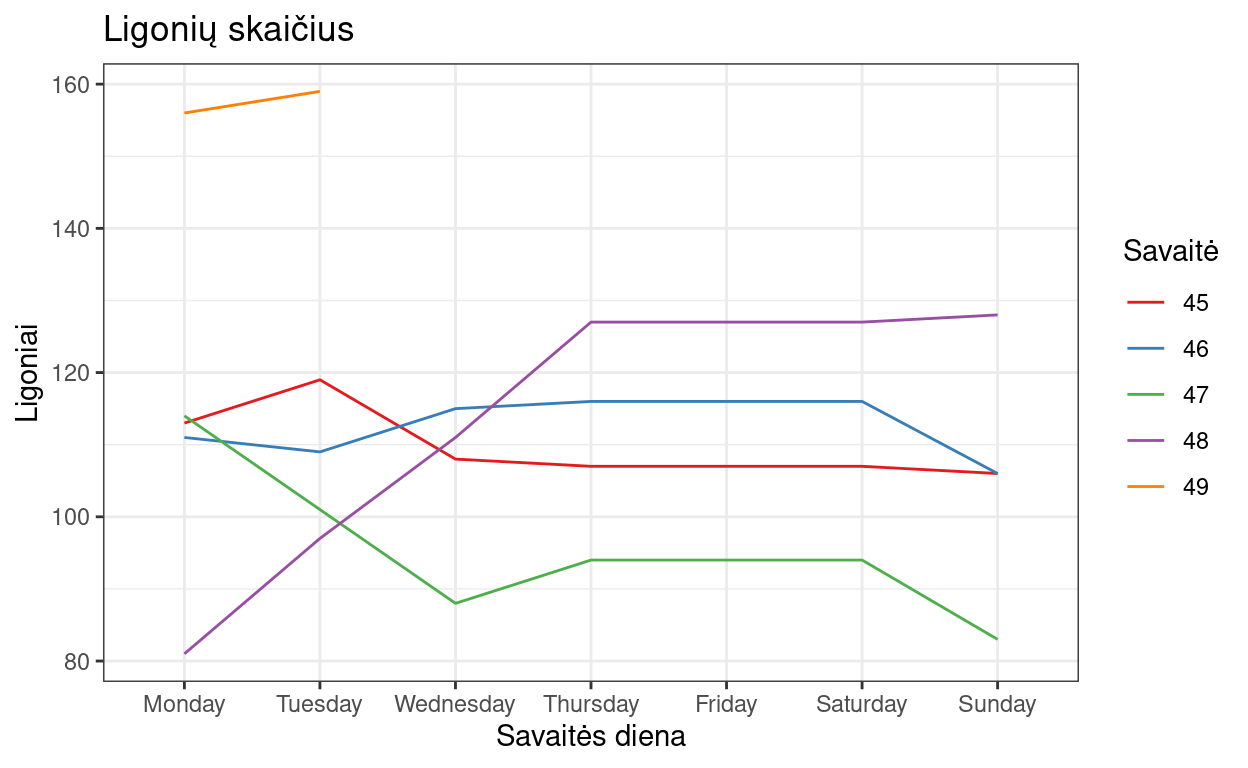 Ligonių skaičius
160
140
120
100
80
Ligoniai
Monday Tuesday Wednesday Thursday Friday Saturday Sunday
Savaitės diena
Savaitė
45
46
47
48
49